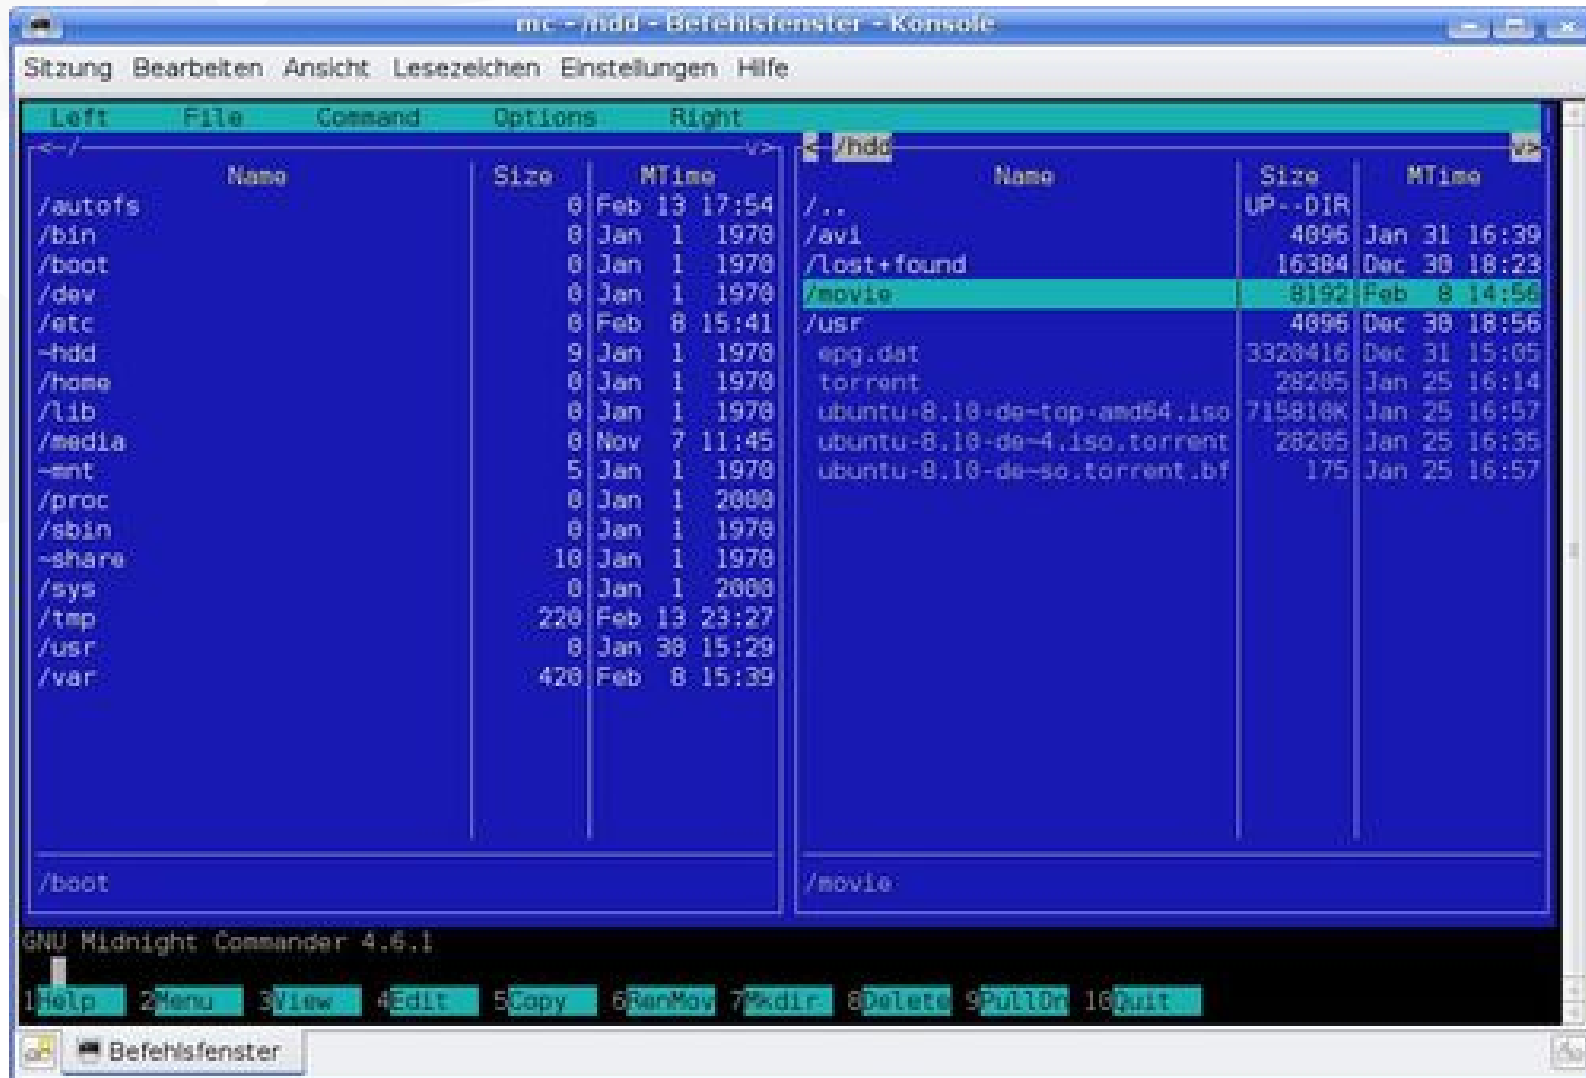 mc - /hdd - Befehlsfenster - Konsole
Sitzung Bearbeiten Ansicht Lesezeichen Einstellungen Hilfe
Left File Command Options Right
<-/ v>
Name Size MTime
/autofs 0 Feb 13 17:54
/bin 0 Jan 1 1970
/boot 0 Jan 1 1970
/dev 0 Jan 1 1970
/etc 0 Feb 8 15:41
~hdd 9 Jan 1 1970
/home 0 Jan 1 1970
/lib 0 Jan 1 1970
/media 0 Nov 7 11:45
~mnt 5 Jan 1 1970
/proc 0 Jan 1 2000
/sbin 0 Jan 1 1970
~share 10 Jan 1 1970
/sys 0 Jan 1 2000
/tmp 220 Feb 13 23:27
/usr 0 Jan 30 15:29
/var 420 Feb 8 15:39
/boot
< /hdd v>
Name Size MTime
/.. UP--DIR
/avi 4096 Jan 31 16:39
/lost+found 16384 Dec 30 18:23
/movie 8192 Feb 8 14:56
/usr 4096 Dec 30 18:56
epg.dat 3320416 Dec 31 15:05
torrent 28205 Jan 25 16:14
ubuntu-8.10-de~top-amd64.iso 715810K Jan 25 16:57
ubuntu-8.10-de~4.iso.torrent 28205 Jan 25 16:35
ubuntu-8.10-de~so.torrent.bf 175 Jan 25 16:57
/movie
GNU Midnight Commander 4.6.1
1Help 2Menu 3View 4Edit 5Copy 6RenMov 7Mkdir 8Delete 9PullDn 10Quit
Befehlsfenster